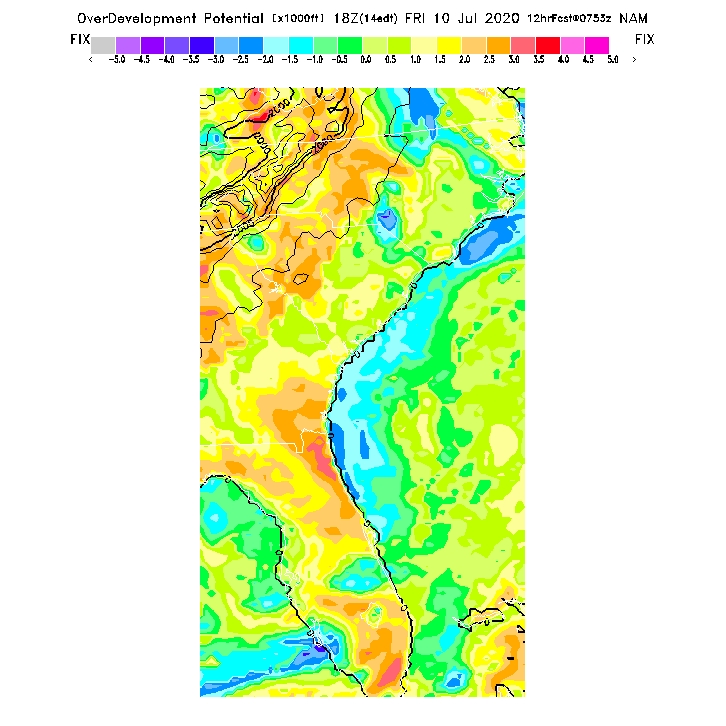 OverDevelopment Potential [x1000ft] 18Z(14edt) FRI 10 Jul 2020 12hrFcst@0753z NAM
FIX FIX
< -5.0 -4.5 -4.0 -3.5 -3.0 -2.5 -2.0 -1.5 -1.0 -0.5 0.0 0.5 1.0 1.5 2.0 2.5 3.0 3.5 4.0 4.5 5.0 >
2000
2000